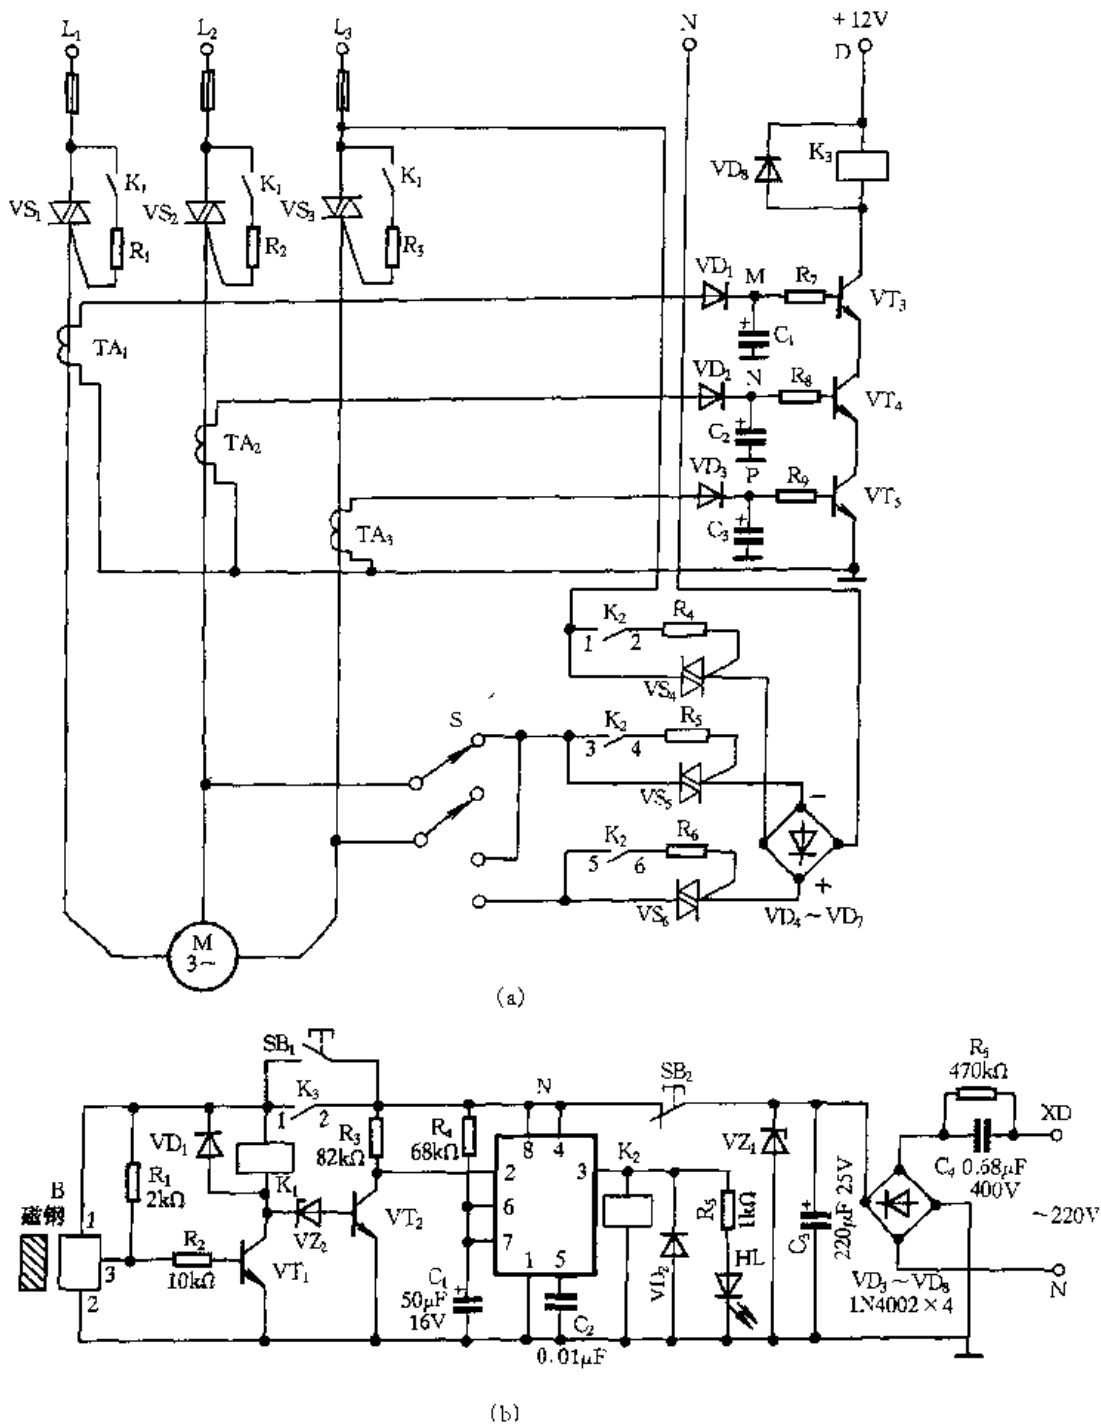 L₁ L₂ L₃ N +12V
D
VD₈ K₃
K₁ K₁ K₁
VS₁ VS₂ VS₃
R₁ R₂ R₃
VD₁ M R₇
VT₃
C₁
TA₁
VD₂ N R₈
VT₄
C₂
TA₂
VD₃ P R₉
VT₅
C₃
TA₃
K₂ R₄
1 2
VS₄
S K₂ R₅
3 4
VS₅
−
K₂ R₆
5 6
+
VS₆ VD₄～VD₇
M
3～
(a)
SB₁
R₅
470kΩ
K₃ N SB₂ XD
1 2
VD₁ R₃ R₄ 8 4 K₂ VZ₁
82kΩ 68kΩ
C₄ 0.68μF
400V
R₁
2kΩ
K₁ 2 3
B
磁钢
1
VZ₂ VT₂ 6
R₅
1kΩ
C₃
220μF 25V
～220V
R₂ 7
3
10kΩ VT₁ 1 5
VD₂ HL
2
C₁
50μF
16V
C₂
0.01μF
VD₃～VD₈
1N4002×4
N
(b)